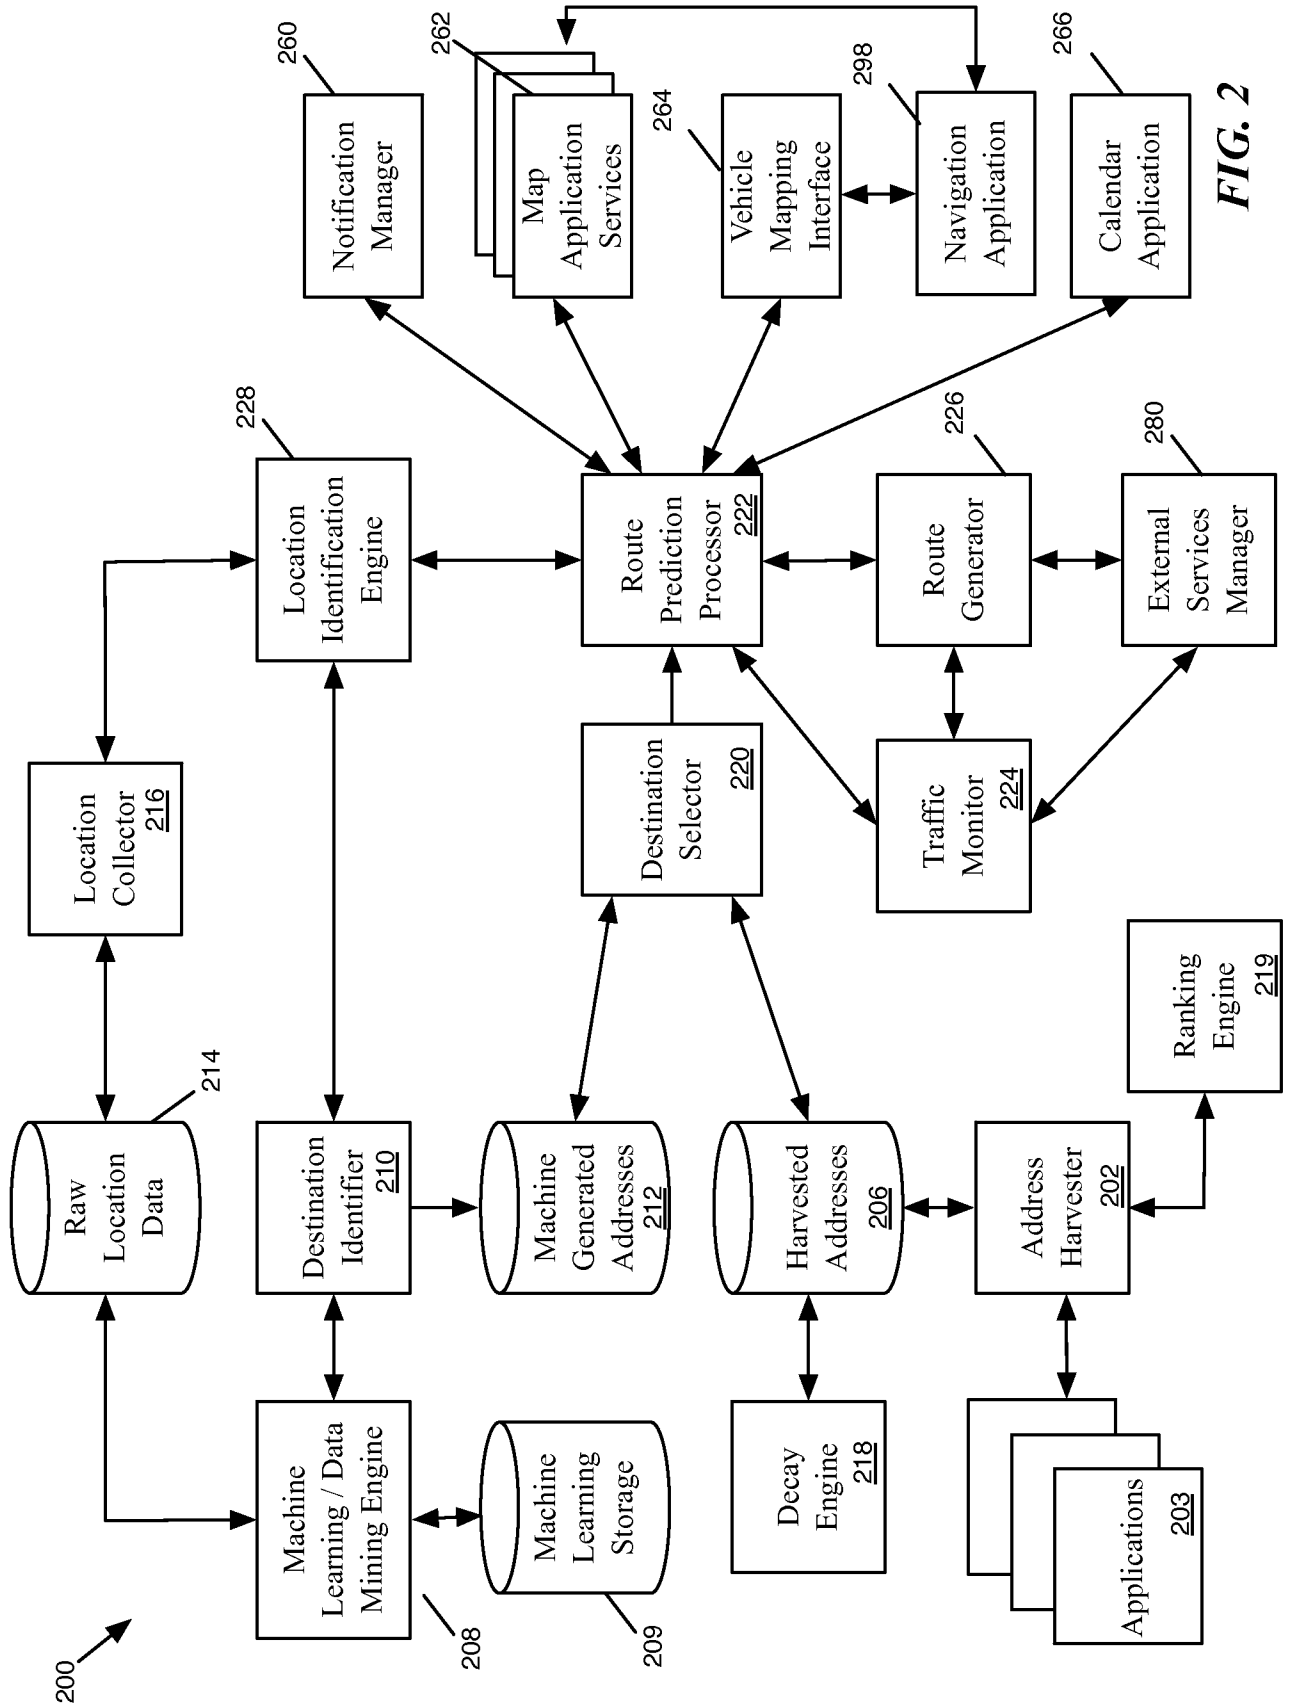 200
Raw
Location
Data
214
Location
Collector
216
Machine
Learning / Data
Mining Engine
208
Machine
Learning
Storage
209
Destination
Identifier
210
Location
Identification
Engine
228
Machine
Generated
Addresses
212
Destination
Selector
220
Route
Prediction
Processor
222
Notification
Manager
260
Map
Application
Services
262
Vehicle
Mapping
Interface
264
Navigation
Application
298
Calendar
Application
266
Decay
Engine
218
Harvested
Addresses
206
Traffic
Monitor
224
Route
Generator
226
External
Services
Manager
280
Applications
203
Address
Harvester
202
Ranking
Engine
219
FIG. 2